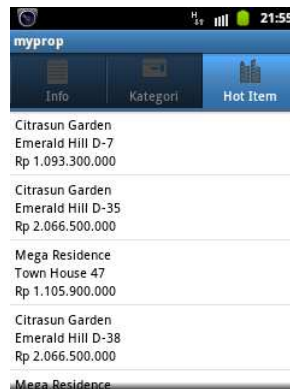 H
21:55
myprop
Info
Kategori
Hot Item
Citrasun Garden
Emerald Hill D-7
Rp 1.093.300.000
Citrasun Garden
Emerald Hill D-35
Rp 2.066.500.000
Mega Residence
Town House 47
Rp 1.105.900.000
Citrasun Garden
Emerald Hill D-38
Rp 2.066.500.000
Mega Residence